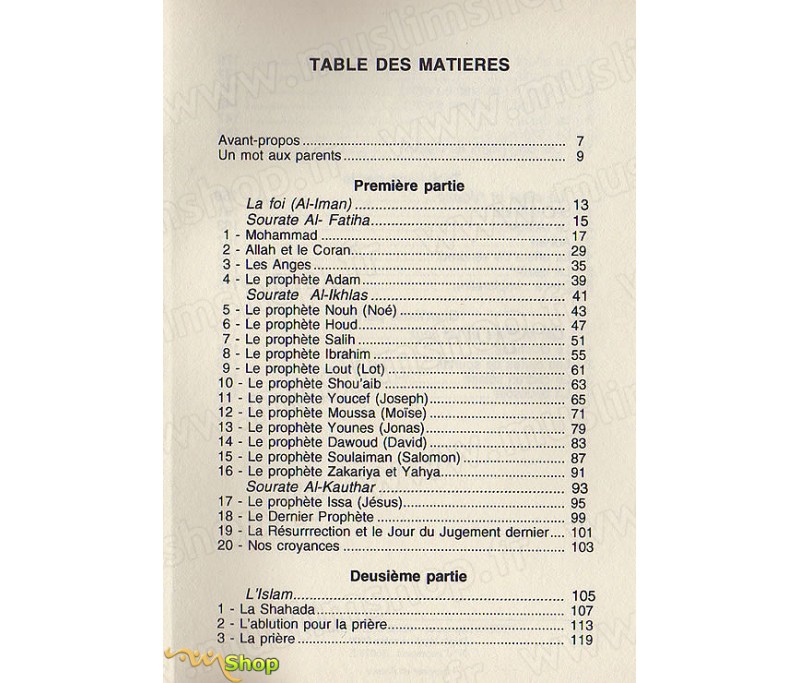 TABLE DES MATIERES
Avant-propos ........ 7
Un mot aux parents ........ 9
Première partie
La foi (Al-Iman) ........ 13
Sourate Al- Fatiha ........ 15
1 - Mohammad ........ 17
2 - Allah et le Coran ........ 29
3 - Les Anges ........ 35
4 - Le prophète Adam ........ 39
Sourate Al-Ikhlas ........ 41
5 - Le prophète Nouh (Noé) ........ 43
6 - Le prophète Houd ........ 47
7 - Le prophète Salih ........ 51
8 - Le prophète Ibrahim ........ 55
9 - Le prophète Lout (Lot) ........ 61
10 - Le prophète Shou'aib ........ 63
11 - Le prophète Youcef (Joseph) ........ 65
12 - Le prophète Moussa (Moïse) ........ 71
13 - Le prophète Younes (Jonas) ........ 79
14 - Le prophète Dawoud (David) ........ 83
15 - Le prophète Soulaiman (Salomon) ........ 87
16 - Le prophète Zakariya et Yahya ........ 91
Sourate Al-Kauthar ........ 93
17 - Le prophète Issa (Jésus) ........ 95
18 - Le Dernier Prophète ........ 99
19 - La Résurrrection et le Jour du Jugement dernier .... 101
20 - Nos croyances ........ 103
Deusième partie
L'Islam ........ 105
1 - La Shahada ........ 107
2 - L'ablution pour la prière ........ 113
3 - La prière ........ 119
Shop
www.muslimshop.fr